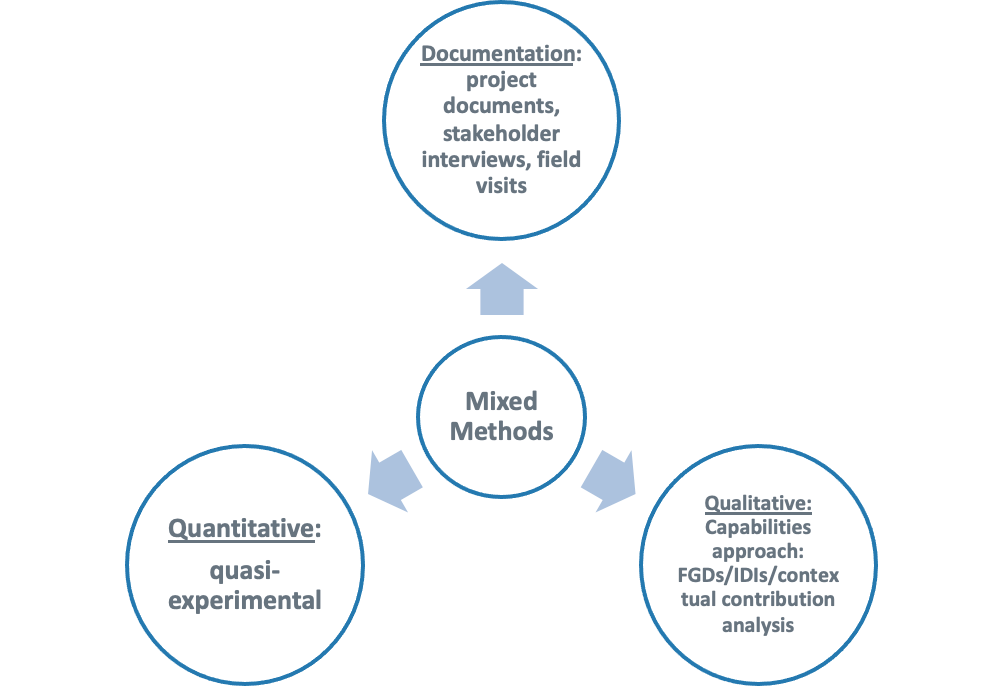 Documentation:
project
documents,
stakeholder
interviews, field
visits
Mixed
Methods
Quantitative:
quasi-
experimental
Qualitative:
Capabilities
approach:
FGDs/IDIs/contex
tual contribution
analysis